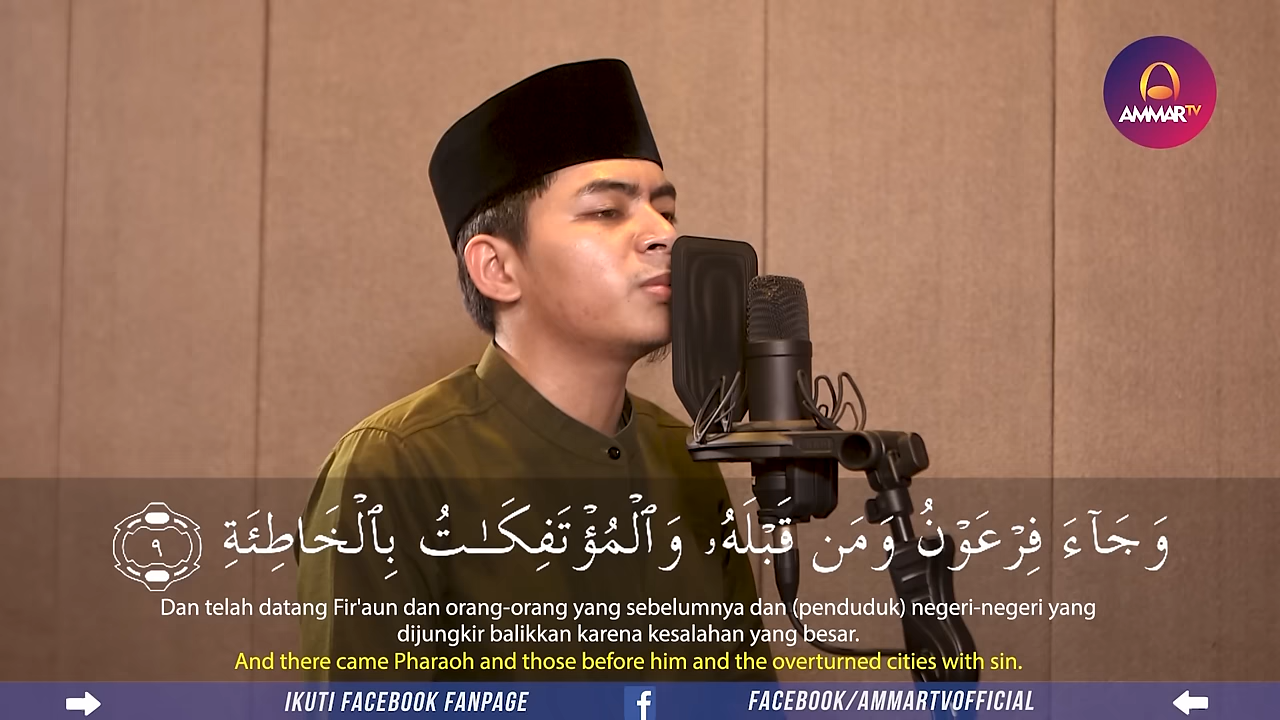 AMMARTV
وَجَآءَ فِرْعَوْنُ وَمَن قَبْلَهُۥ وَٱلْمُؤْتَفِكَـٰتُ بِٱلْخَاطِئَةِ ٩
Dan telah datang Fir'aun dan orang-orang yang sebelumnya dan (penduduk) negeri-negeri yang
dijungkir balikkan karena kesalahan yang besar.
And there came Pharaoh and those before him and the overturned cities with sin.
IKUTI FACEBOOK FANPAGE f FACEBOOK/AMMARTVOFFICIAL